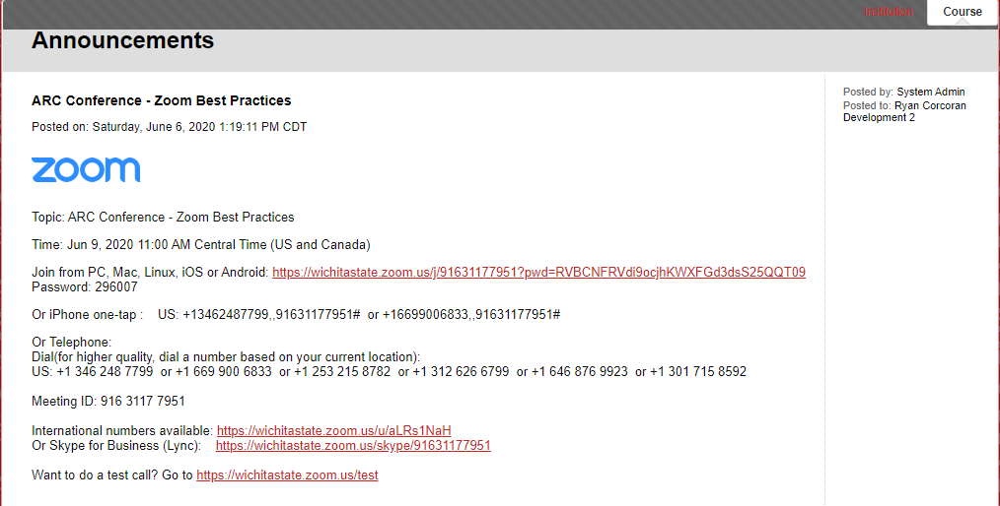 Institution
Course
Announcements
ARC Conference - Zoom Best Practices
Posted on: Saturday, June 6, 2020 1:19:11 PM CDT
zoom
Topic: ARC Conference - Zoom Best Practices
Time: Jun 9, 2020 11:00 AM Central Time (US and Canada)
Join from PC, Mac, Linux, iOS or Android: https://wichitastate.zoom.us/j/91631177951?pwd=RVBCNFRVdi9ocjhKWXFGd3dsS25QQT09
Password: 296007
Or iPhone one-tap :    US: +13462487799,,91631177951#  or +16699006833,,91631177951#
Or Telephone:
Dial(for higher quality, dial a number based on your current location):
US: +1 346 248 7799  or +1 669 900 6833  or +1 253 215 8782  or +1 312 626 6799  or +1 646 876 9923  or +1 301 715 8592
Meeting ID: 916 3117 7951
International numbers available: https://wichitastate.zoom.us/u/aLRs1NaH
Or Skype for Business (Lync):    https://wichitastate.zoom.us/skype/91631177951
Want to do a test call? Go to https://wichitastate.zoom.us/test
Posted by: System Admin
Posted to: Ryan Corcoran
Development 2